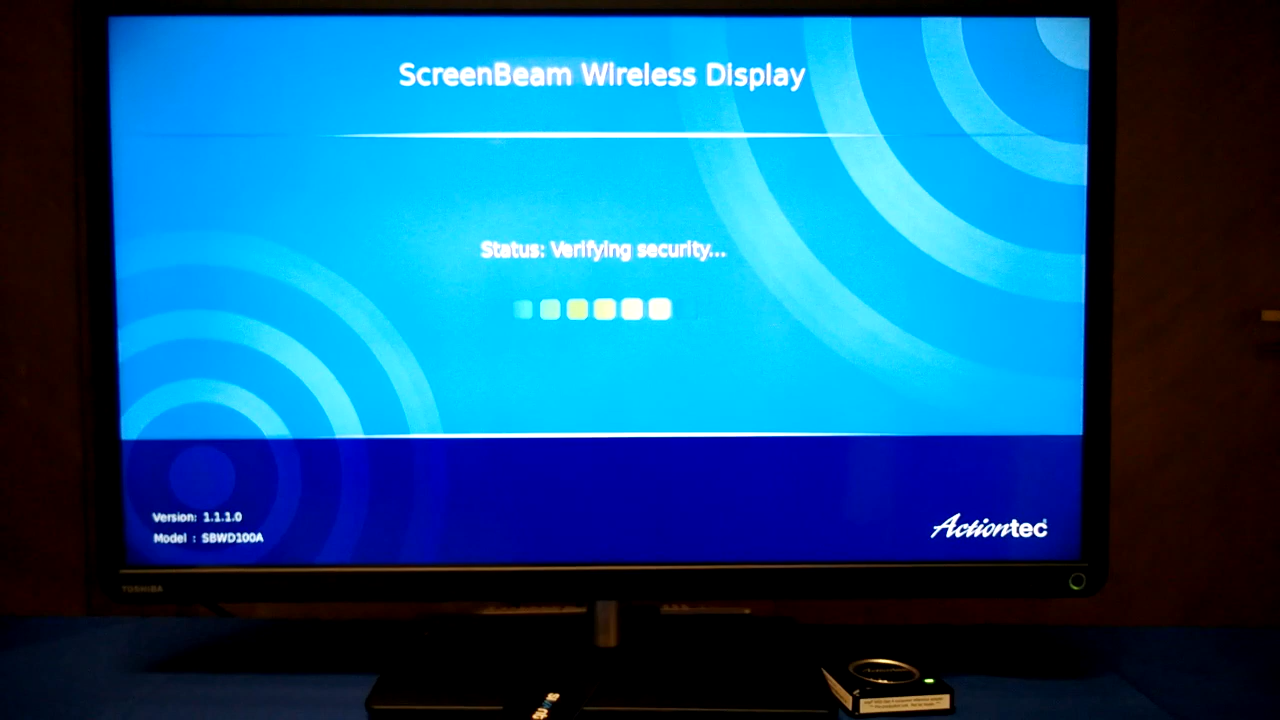 ScreenBeam Wireless Display
Status: Verifying security...
Version: 1.1.1.0
Model : SBWD100A
Actiontec
TOSHIBA